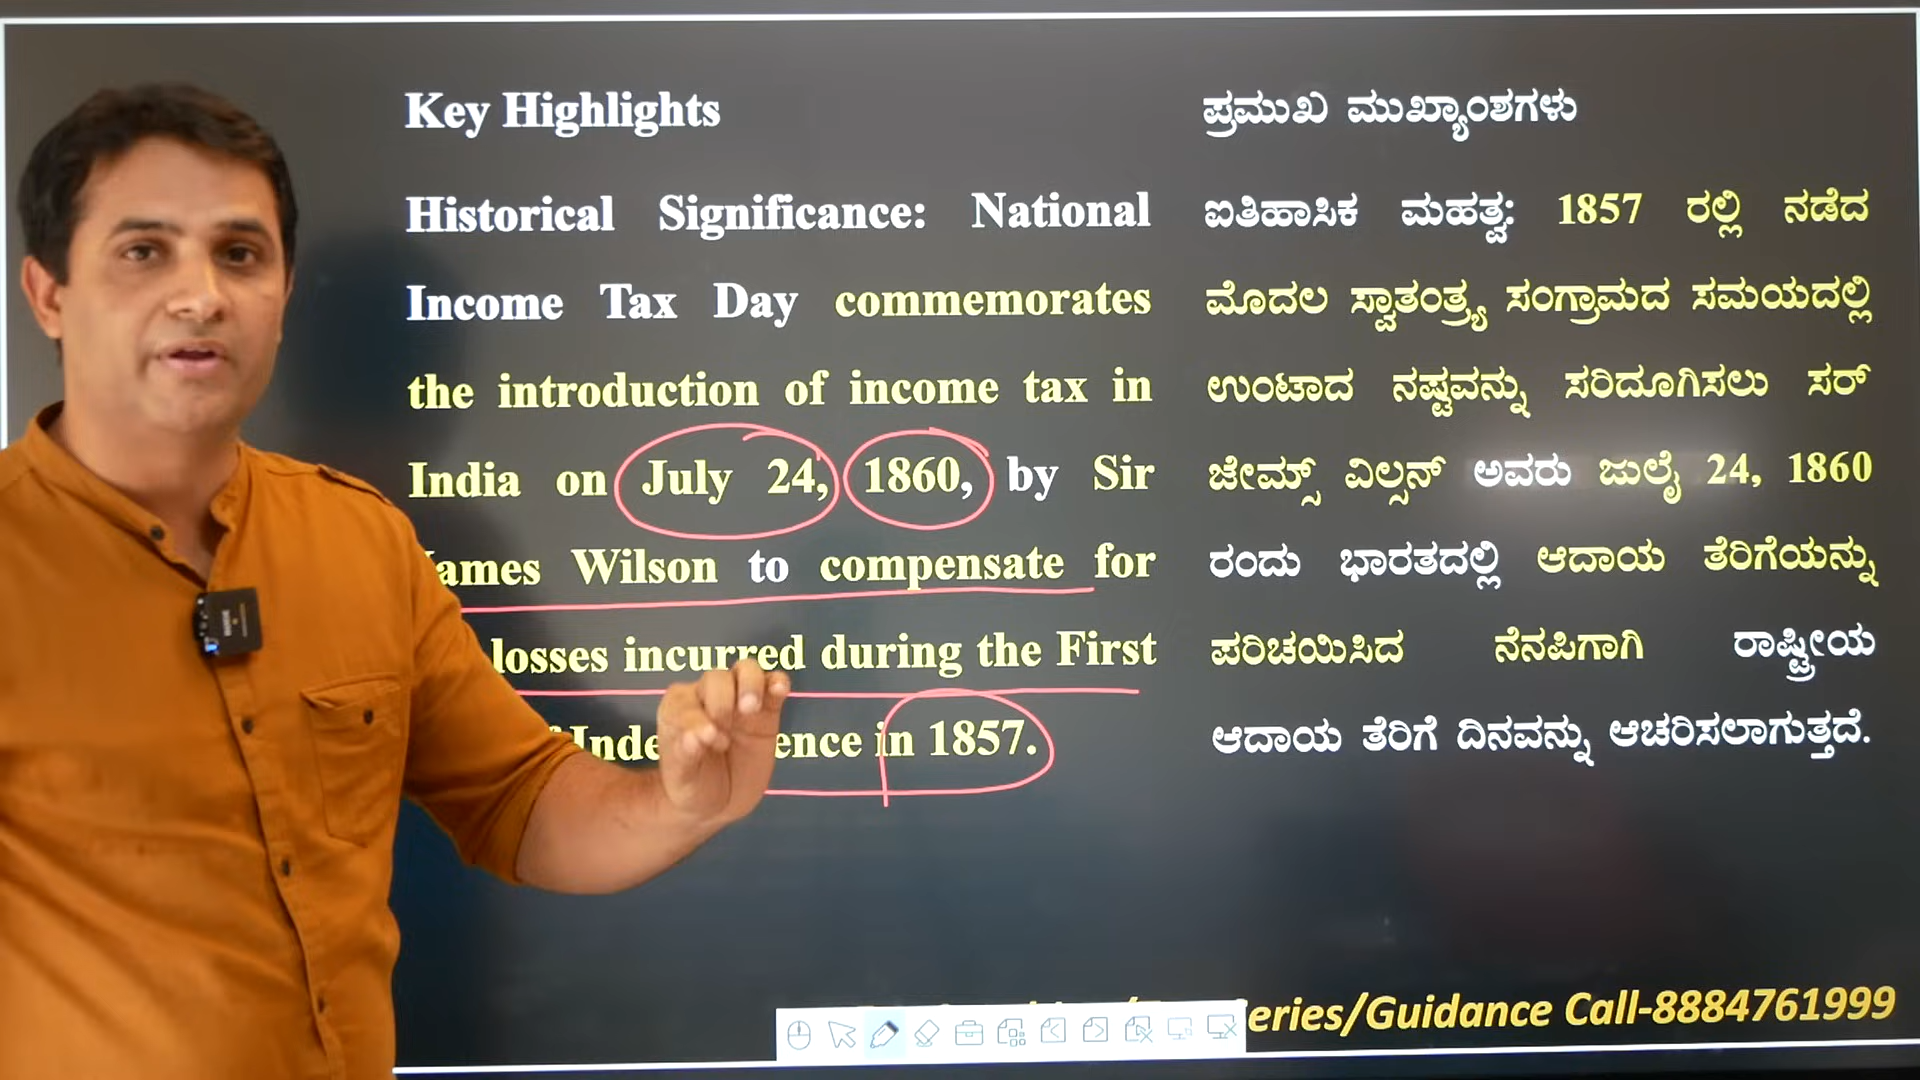 Key Highlights
Historical Significance: National
Income Tax Day commemorates
the introduction of income tax in
India on July 24, 1860, by Sir
ames Wilson to compensate for
losses incurred during the First
Inde ence in 1857.
ಪ್ರಮುಖ ಮುಖ್ಯಾಂಶಗಳು
ಐತಿಹಾಸಿಕ ಮಹತ್ವ: 1857 ರಲ್ಲಿ ನಡೆದ
ಮೊದಲ ಸ್ವಾತಂತ್ರ್ಯ ಸಂಗ್ರಾಮದ ಸಮಯದಲ್ಲಿ
ಉಂಟಾದ ನಷ್ಟವನ್ನು ಸರಿದೂಗಿಸಲು ಸರ್
ಜೇಮ್ಸ್ ವಿಲ್ಸನ್ ಅವರು ಜುಲೈ 24, 1860
ರಂದು ಭಾರತದಲ್ಲಿ ಆದಾಯ ತೆರಿಗೆಯನ್ನು
ಪರಿಚಯಿಸಿದ ನೆನಪಿಗಾಗಿ ರಾಷ್ಟ್ರೀಯ
ಆದಾಯ ತೆರಿಗೆ ದಿನವನ್ನು ಆಚರಿಸಲಾಗುತ್ತದೆ.
eries/Guidance Call-8884761999